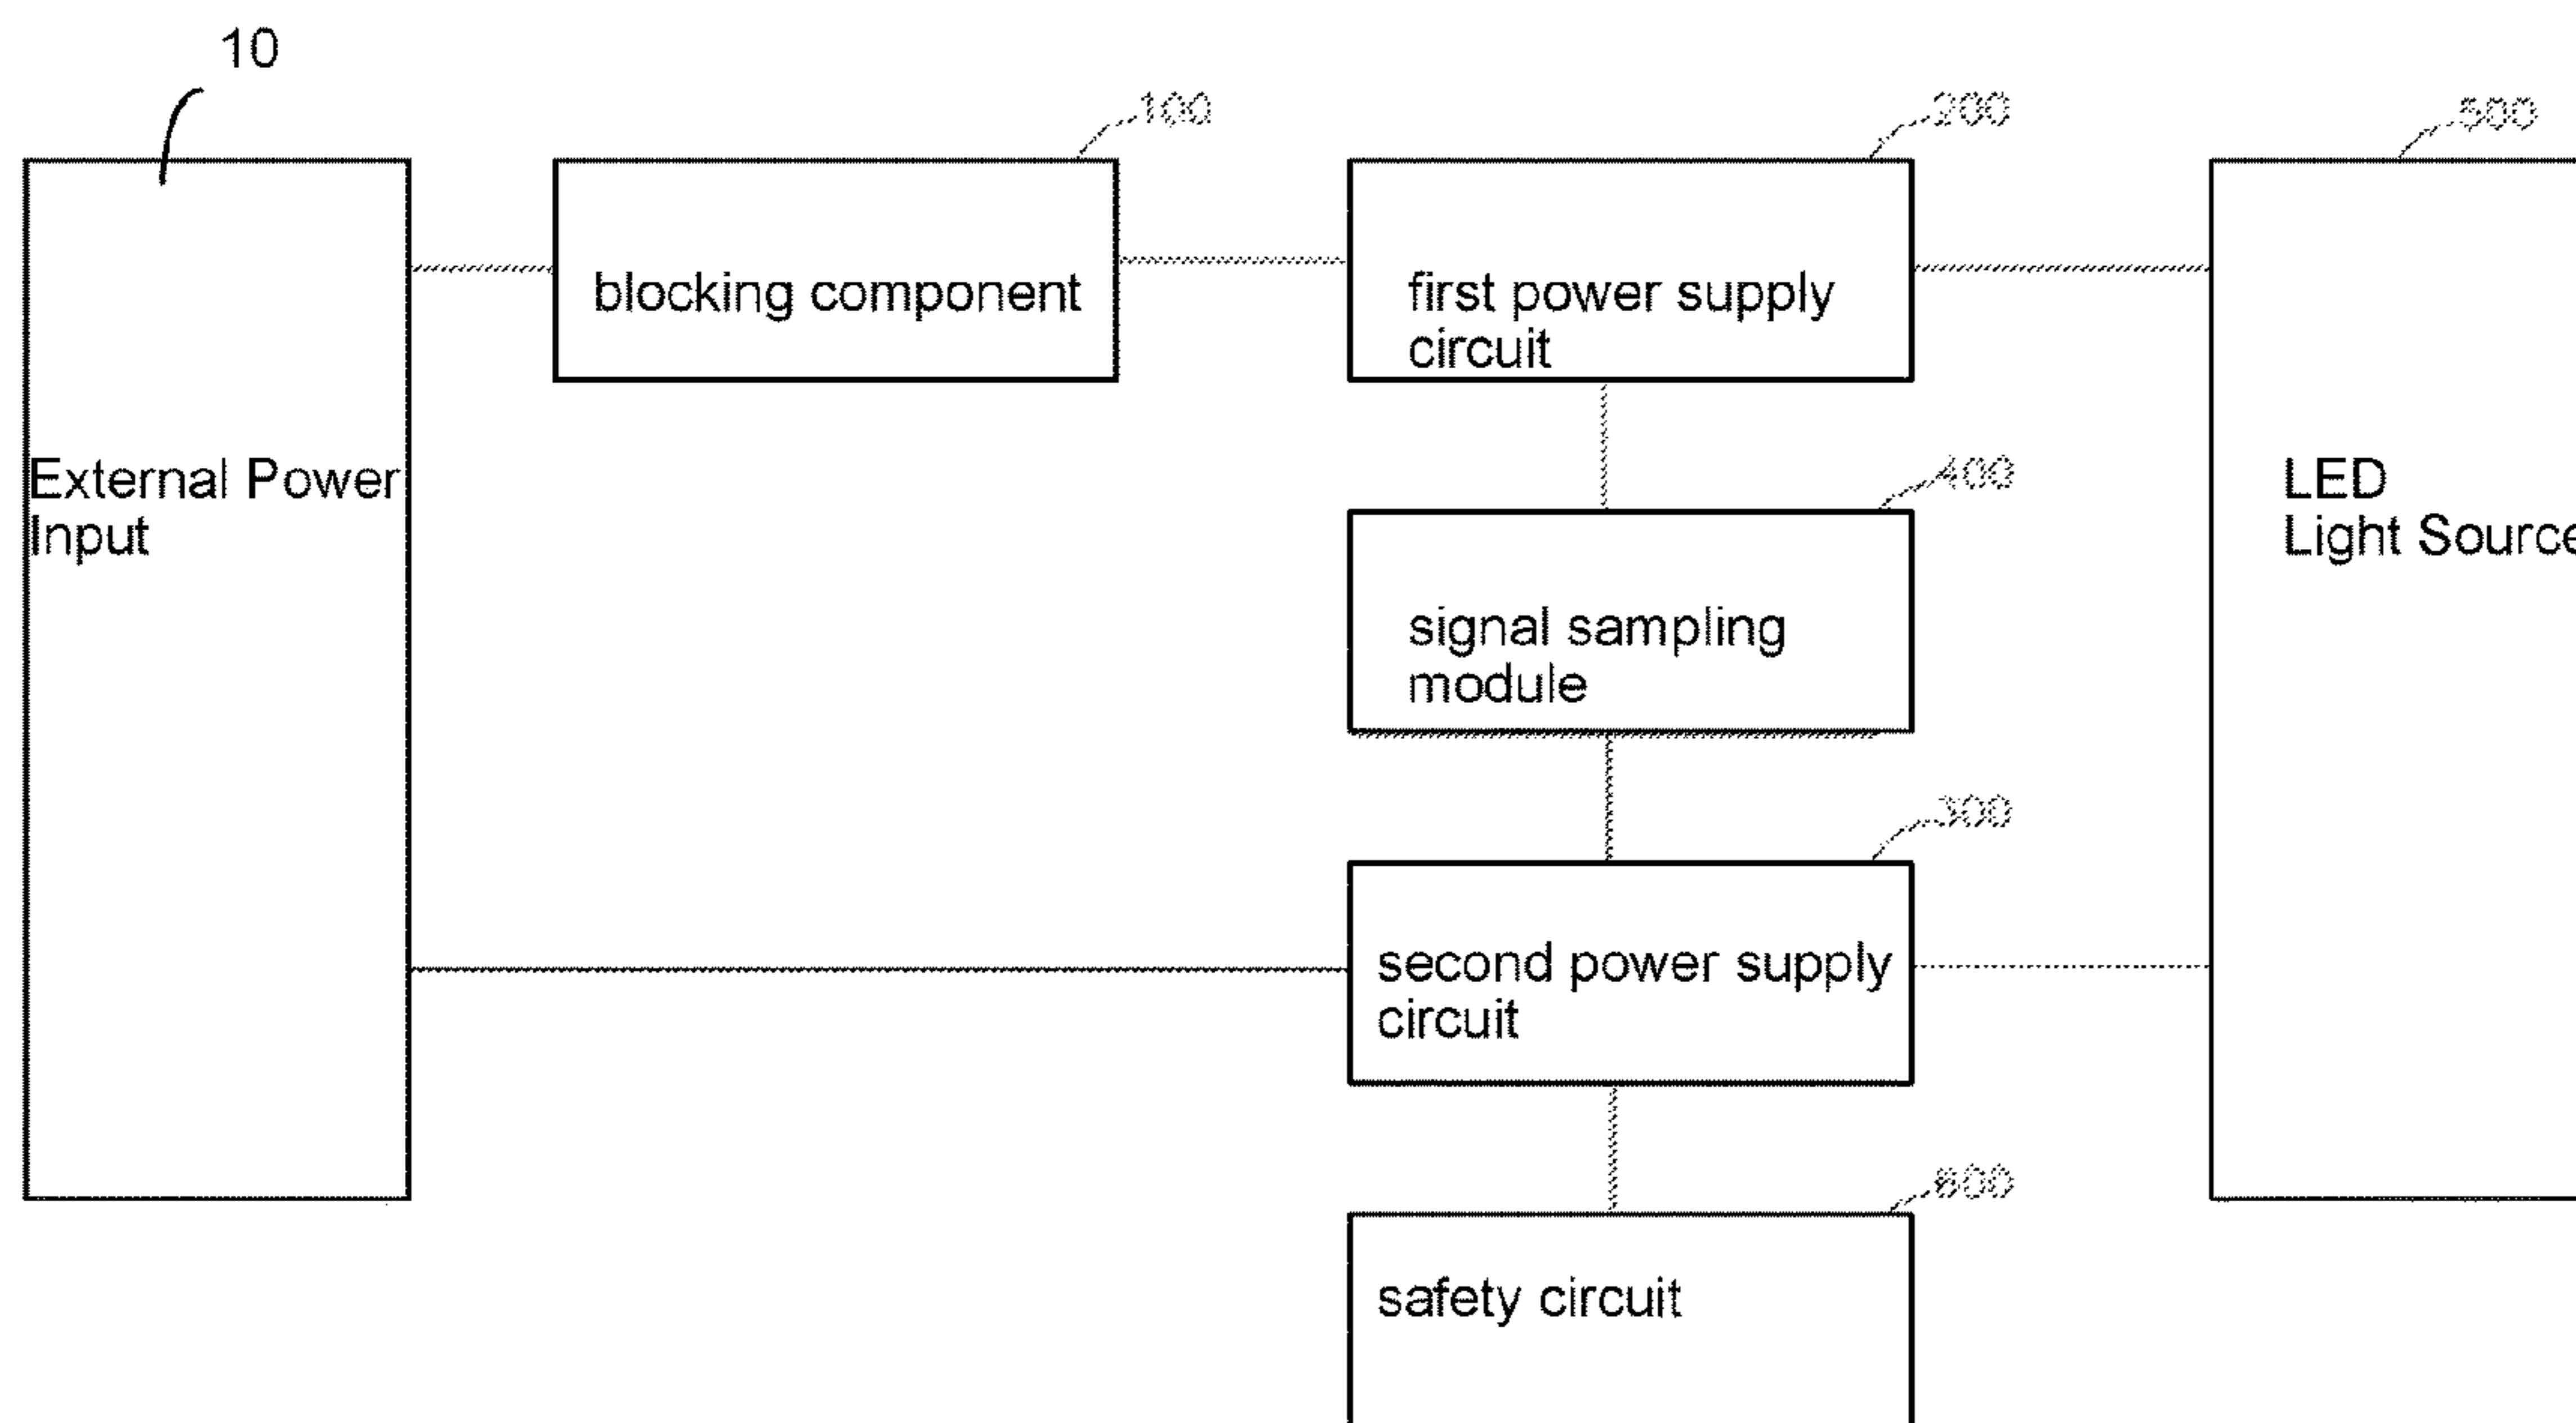 10
100
200
500
blocking component
first power supply
circuit
External Power
Input
LED
Light Source
400
signal sampling
module
300
second power supply
circuit
safety circuit